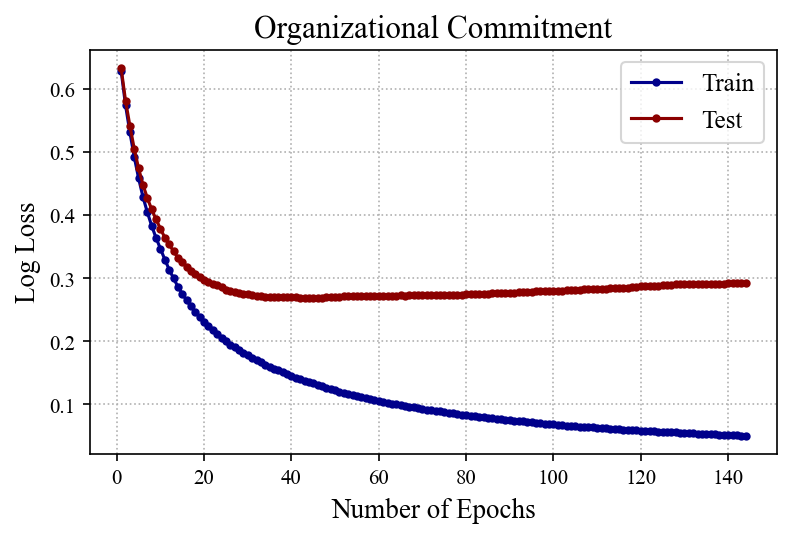 Organizational Commitment
Log Loss
0.6
0.5
0.4
0.3
0.2
0.1
Train
Test
0 20 40 60 80 100 120 140
Number of Epochs